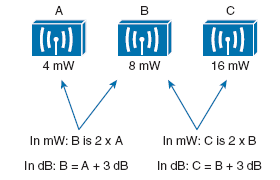 A B C
4 mW 8 mW 16 mW
In mW: B is 2 x A In mW: C is 2 x B
In dB: B = A + 3 dB In dB: C = B + 3 dB